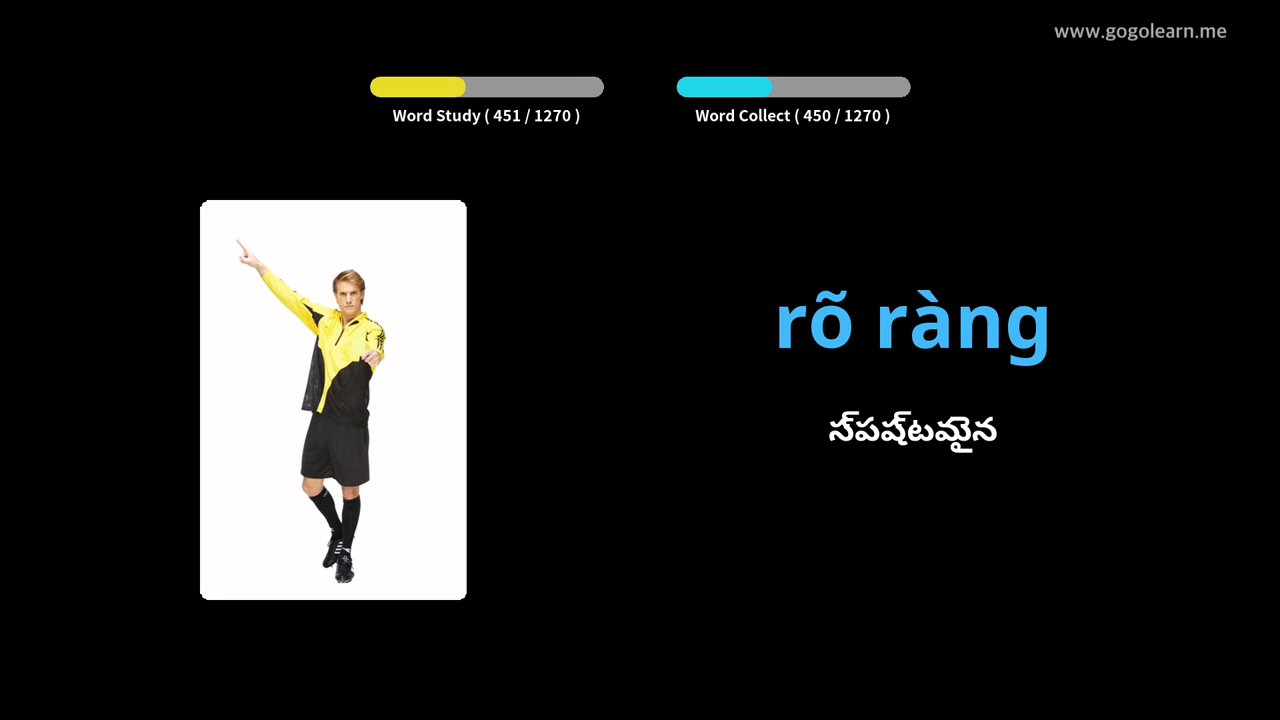 www.gogolearn.me
Word Study ( 451 / 1270 )
Word Collect ( 450 / 1270 )
rõ ràng
స్పష్టమైన